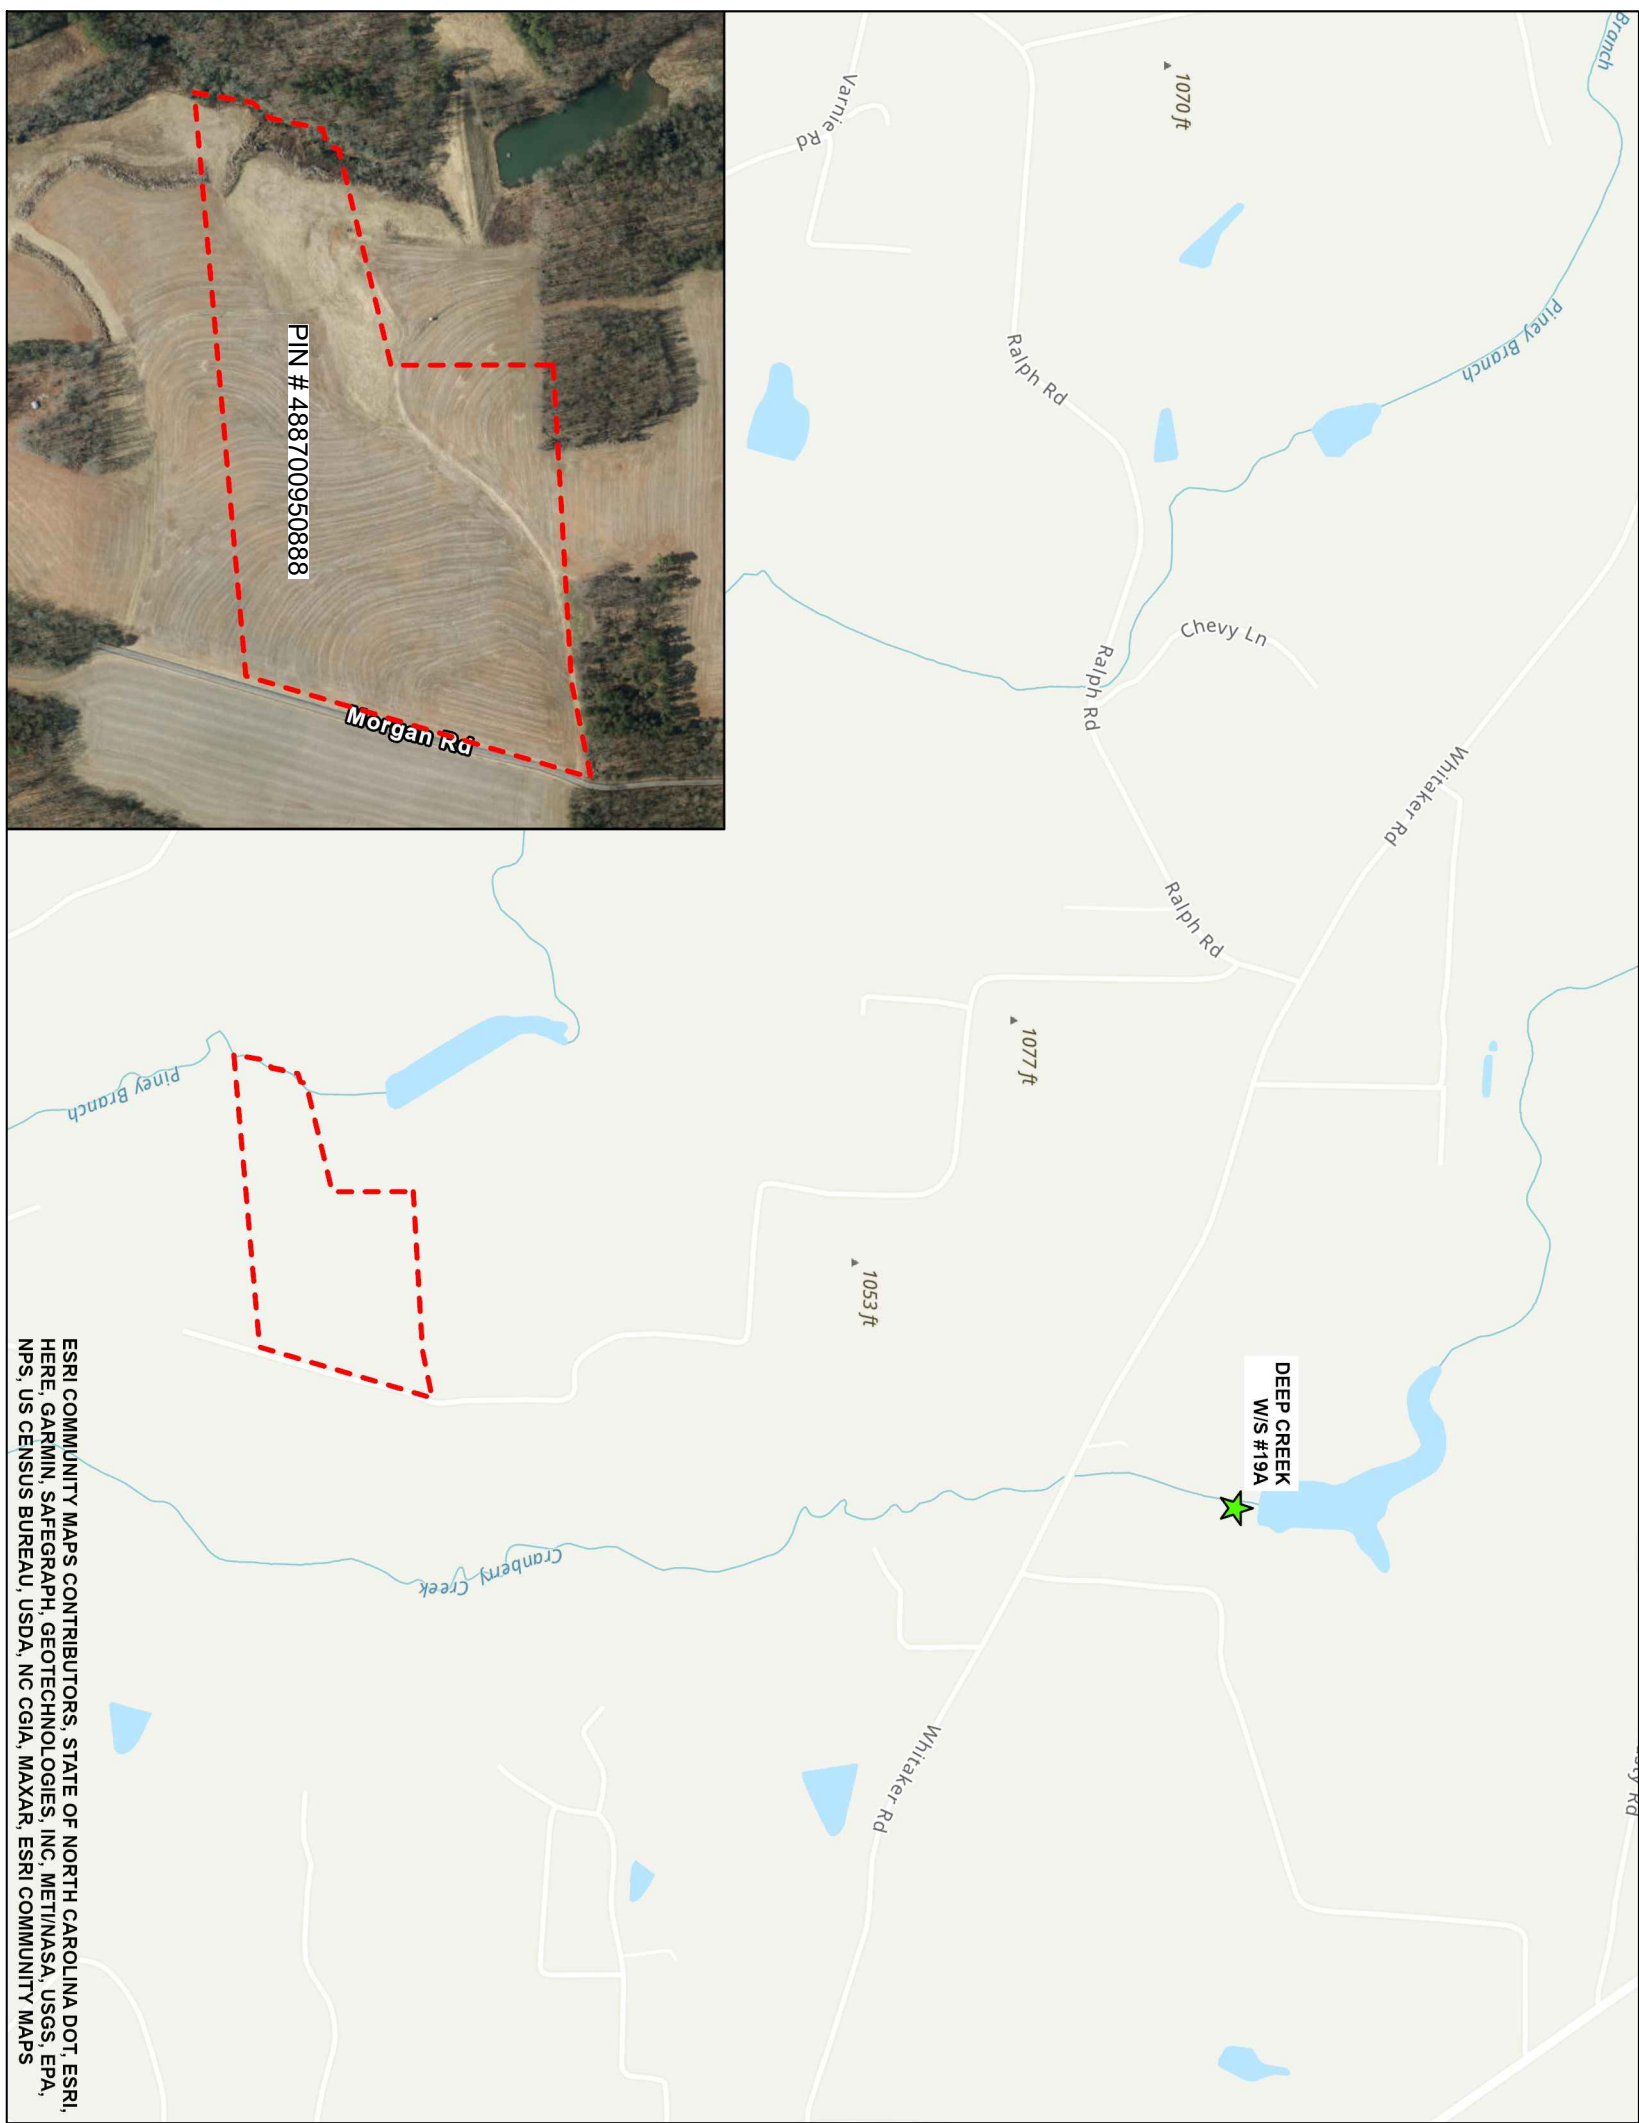 Branch
1070 ft
Varnie Rd
Piney Branch
Ralph Rd
Chevy Ln
Ralph Rd
Whitaker Rd
Ralph Rd
1077 ft
1053 ft
DEEP CREEK
W/S #19A
PIN # 488700950888
Morgan Rd
Piney Branch
Cranberry Creek
Whitaker Rd
Rd
ESRI COMMUNITY MAPS CONTRIBUTORS, STATE OF NORTH CAROLINA DOT, ESRI,
HERE, GARMIN, SAFEGRAPH, GEOTECHNOLOGIES, INC, METI/NASA, USGS, EPA,
NPS, US CENSUS BUREAU, USDA, NC CGIA, MAXAR, ESRI COMMUNITY MAPS